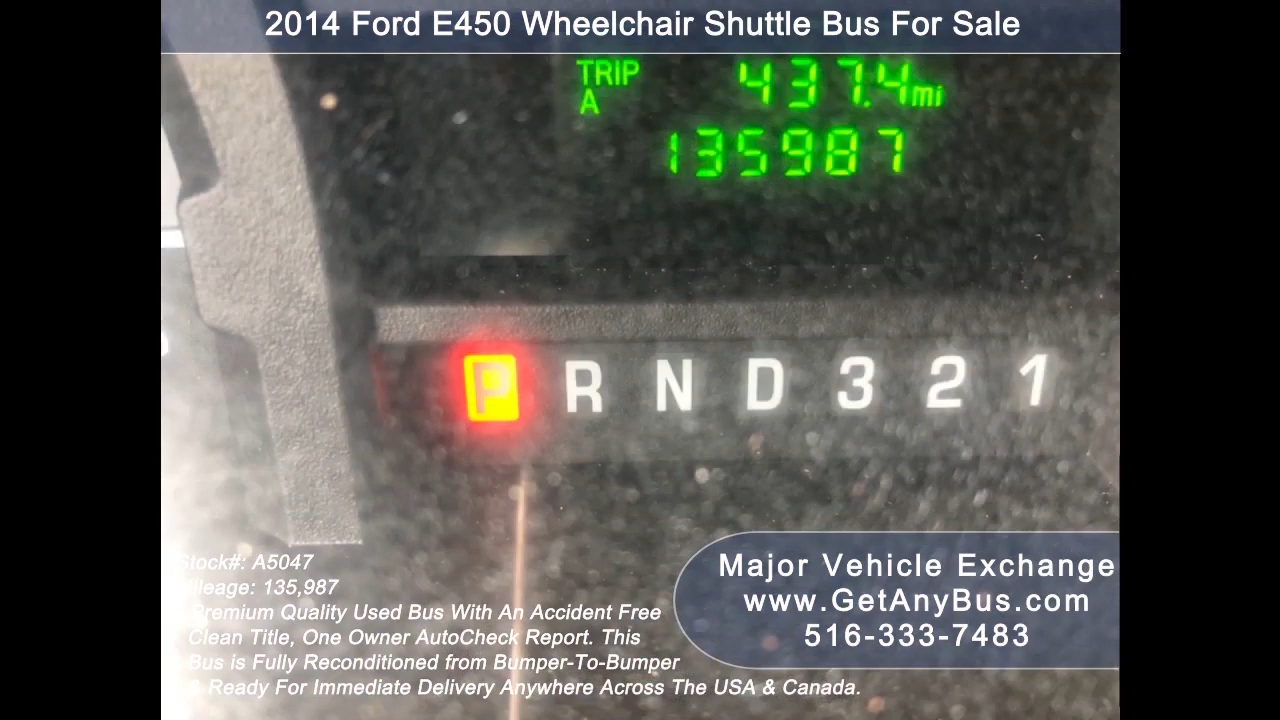 2014 Ford E450 Wheelchair Shuttle Bus For Sale
TRIP 437.4 mi
A
135987
P R N D 3 2 1
Stock#: A5047
Mileage: 135,987
Premium Quality Used Bus With An Accident Free
Clean Title, One Owner AutoCheck Report. This
Bus is Fully Reconditioned from Bumper-To-Bumper
& Ready For Immediate Delivery Anywhere Across The USA & Canada.
Major Vehicle Exchange
www.GetAnyBus.com
516-333-7483